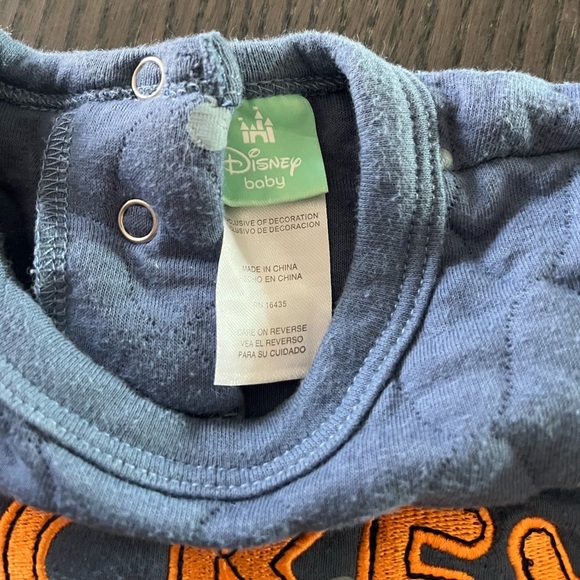 Disney
baby
EXCLUSIVE OF DECORATION
EXCLUSIVO DE DECORACION
MADE IN CHINA
HECHO EN CHINA
RN 16435
CARE ON REVERSE
VEA EL REVERSO
PARA SU CUIDADO